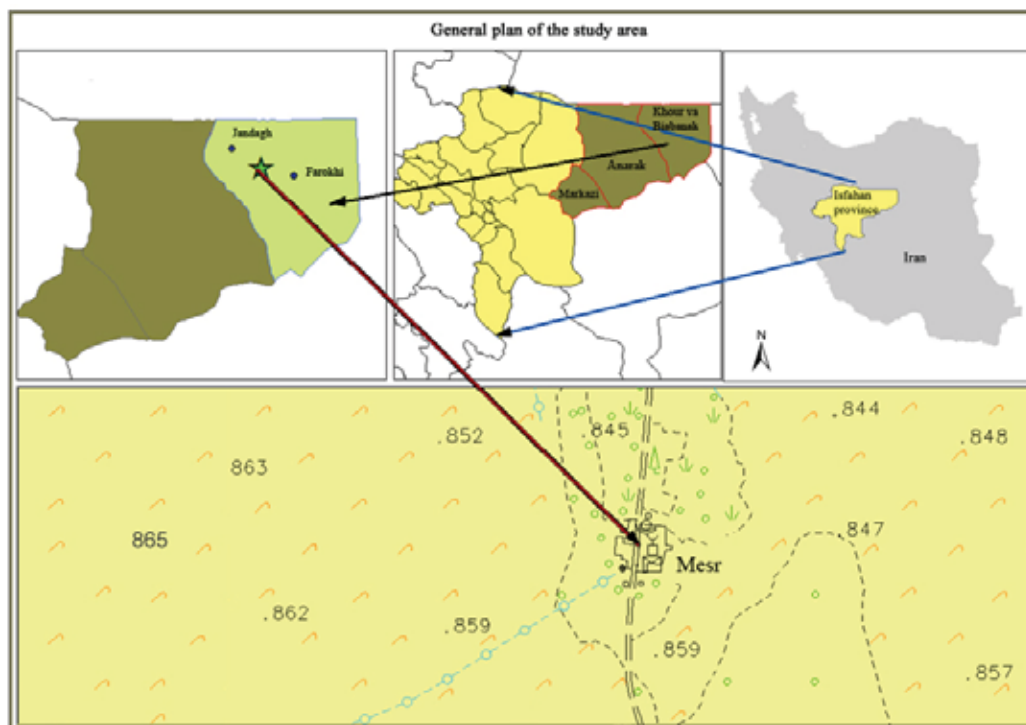 General plan of the study area
Jandagh
Farokhi
Khour va
Biabanak
Anarak
Markazi
Isfahan
province
Iran
N
.852
.845
.844
.848
863
865
.847
Mesr
.862
.859
.859
.857